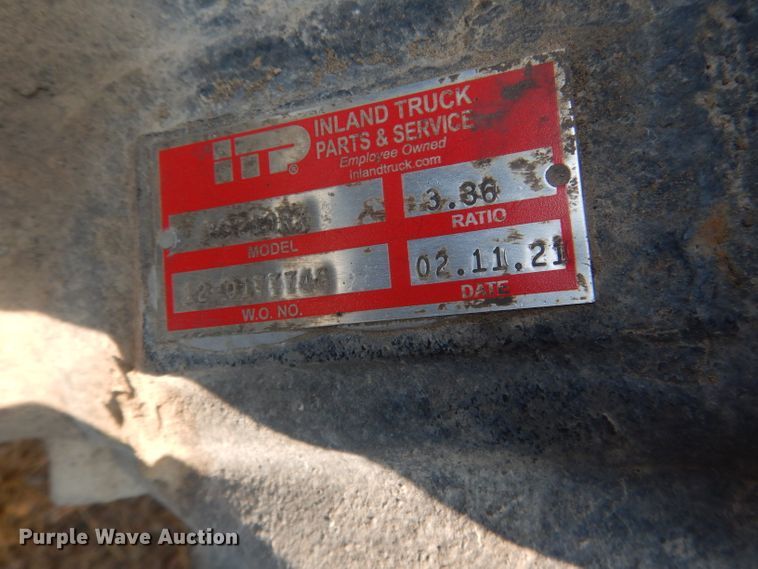 ITP
INLAND TRUCK
PARTS & SERVICE
Employee Owned
inlandtruck.com
®
3.36
MODEL
RATIO
02.11.21
W.O. NO.
DATE
Purple Wave Auction®